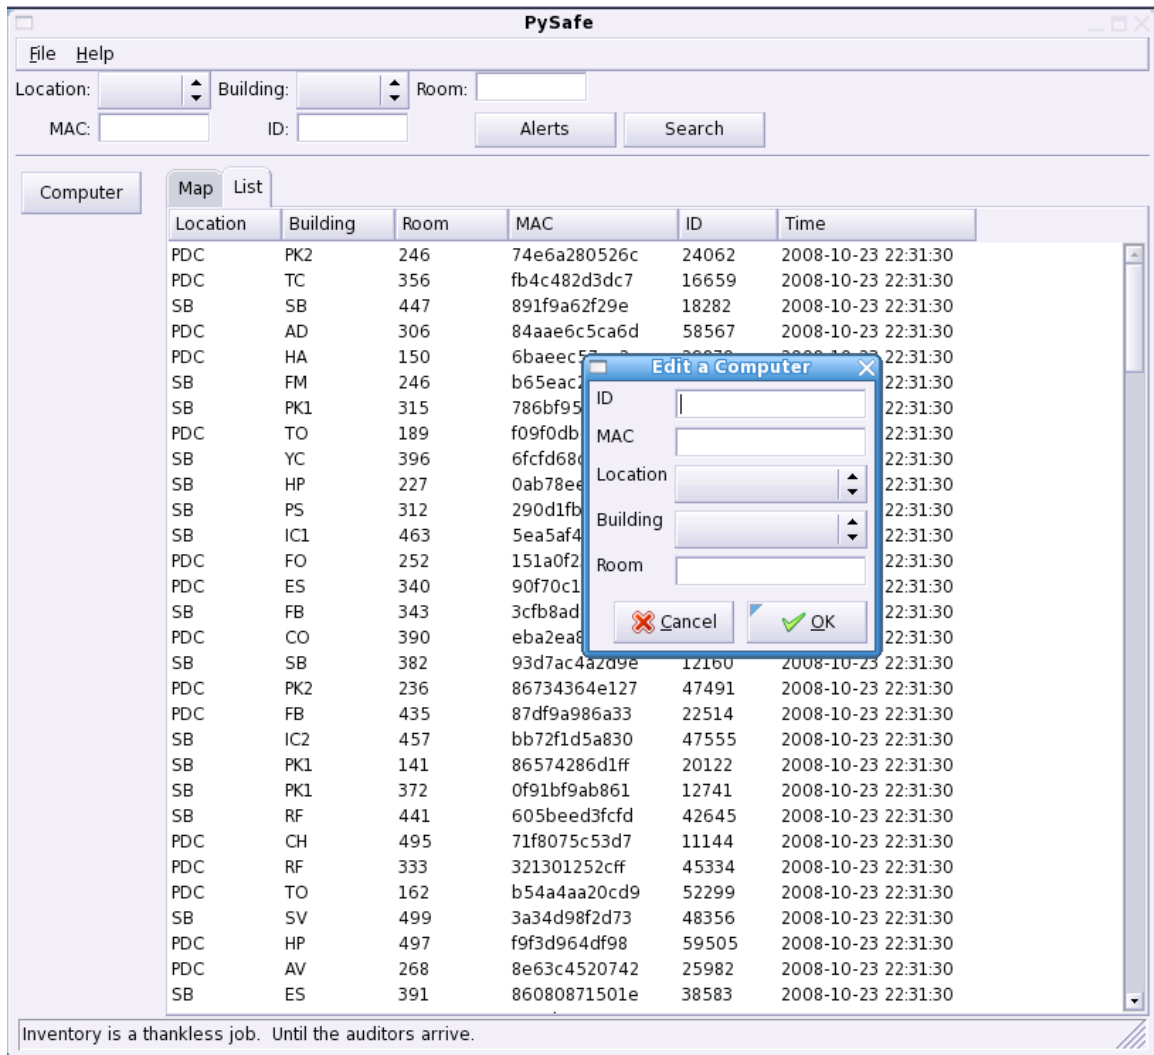 PySafe
File Help
Location: Building: Room:
MAC: ID: Alerts Search
Computer Map List
Location Building Room MAC ID Time
PDC PK2 246 74e6a280526c 24062 2008-10-23 22:31:30
PDC TC 356 fb4c482d3dc7 16659 2008-10-23 22:31:30
SB SB 447 891f9a62f29e 18282 2008-10-23 22:31:30
PDC AD 306 84aae6c5ca6d 58567 2008-10-23 22:31:30
PDC HA 150 22:31:30
SB FM 246 22:31:30
SB PK1 315 22:31:30
PDC TO 189 22:31:30
SB YC 396 22:31:30
SB HP 227 22:31:30
SB PS 312 22:31:30
SB IC1 463 22:31:30
PDC FO 252 22:31:30
PDC ES 340 22:31:30
SB FB 343 22:31:30
PDC CO 390 22:31:30
Edit a Computer
ID
MAC
Location
Building
Room
Cancel OK
SB SB 382 93d7ac4a2d9e 12160 2008-10-23 22:31:30
PDC PK2 236 86734364e127 47491 2008-10-23 22:31:30
PDC FB 435 87df9a986a33 22514 2008-10-23 22:31:30
SB IC2 457 bb72f1d5a830 47555 2008-10-23 22:31:30
SB PK1 141 86574286d1ff 20122 2008-10-23 22:31:30
SB PK1 372 0f91bf9ab861 12741 2008-10-23 22:31:30
SB RF 441 605beed3fcfd 42645 2008-10-23 22:31:30
PDC CH 495 71f8075c53d7 11144 2008-10-23 22:31:30
PDC RF 333 321301252cff 45334 2008-10-23 22:31:30
PDC TO 162 b54a4aa20cd9 52299 2008-10-23 22:31:30
SB SV 499 3a34d98f2d73 48356 2008-10-23 22:31:30
PDC HP 497 f9f3d964df98 59505 2008-10-23 22:31:30
PDC AV 268 8e63c4520742 25982 2008-10-23 22:31:30
SB ES 391 86080871501e 38583 2008-10-23 22:31:30
Inventory is a thankless job. Until the auditors arrive.